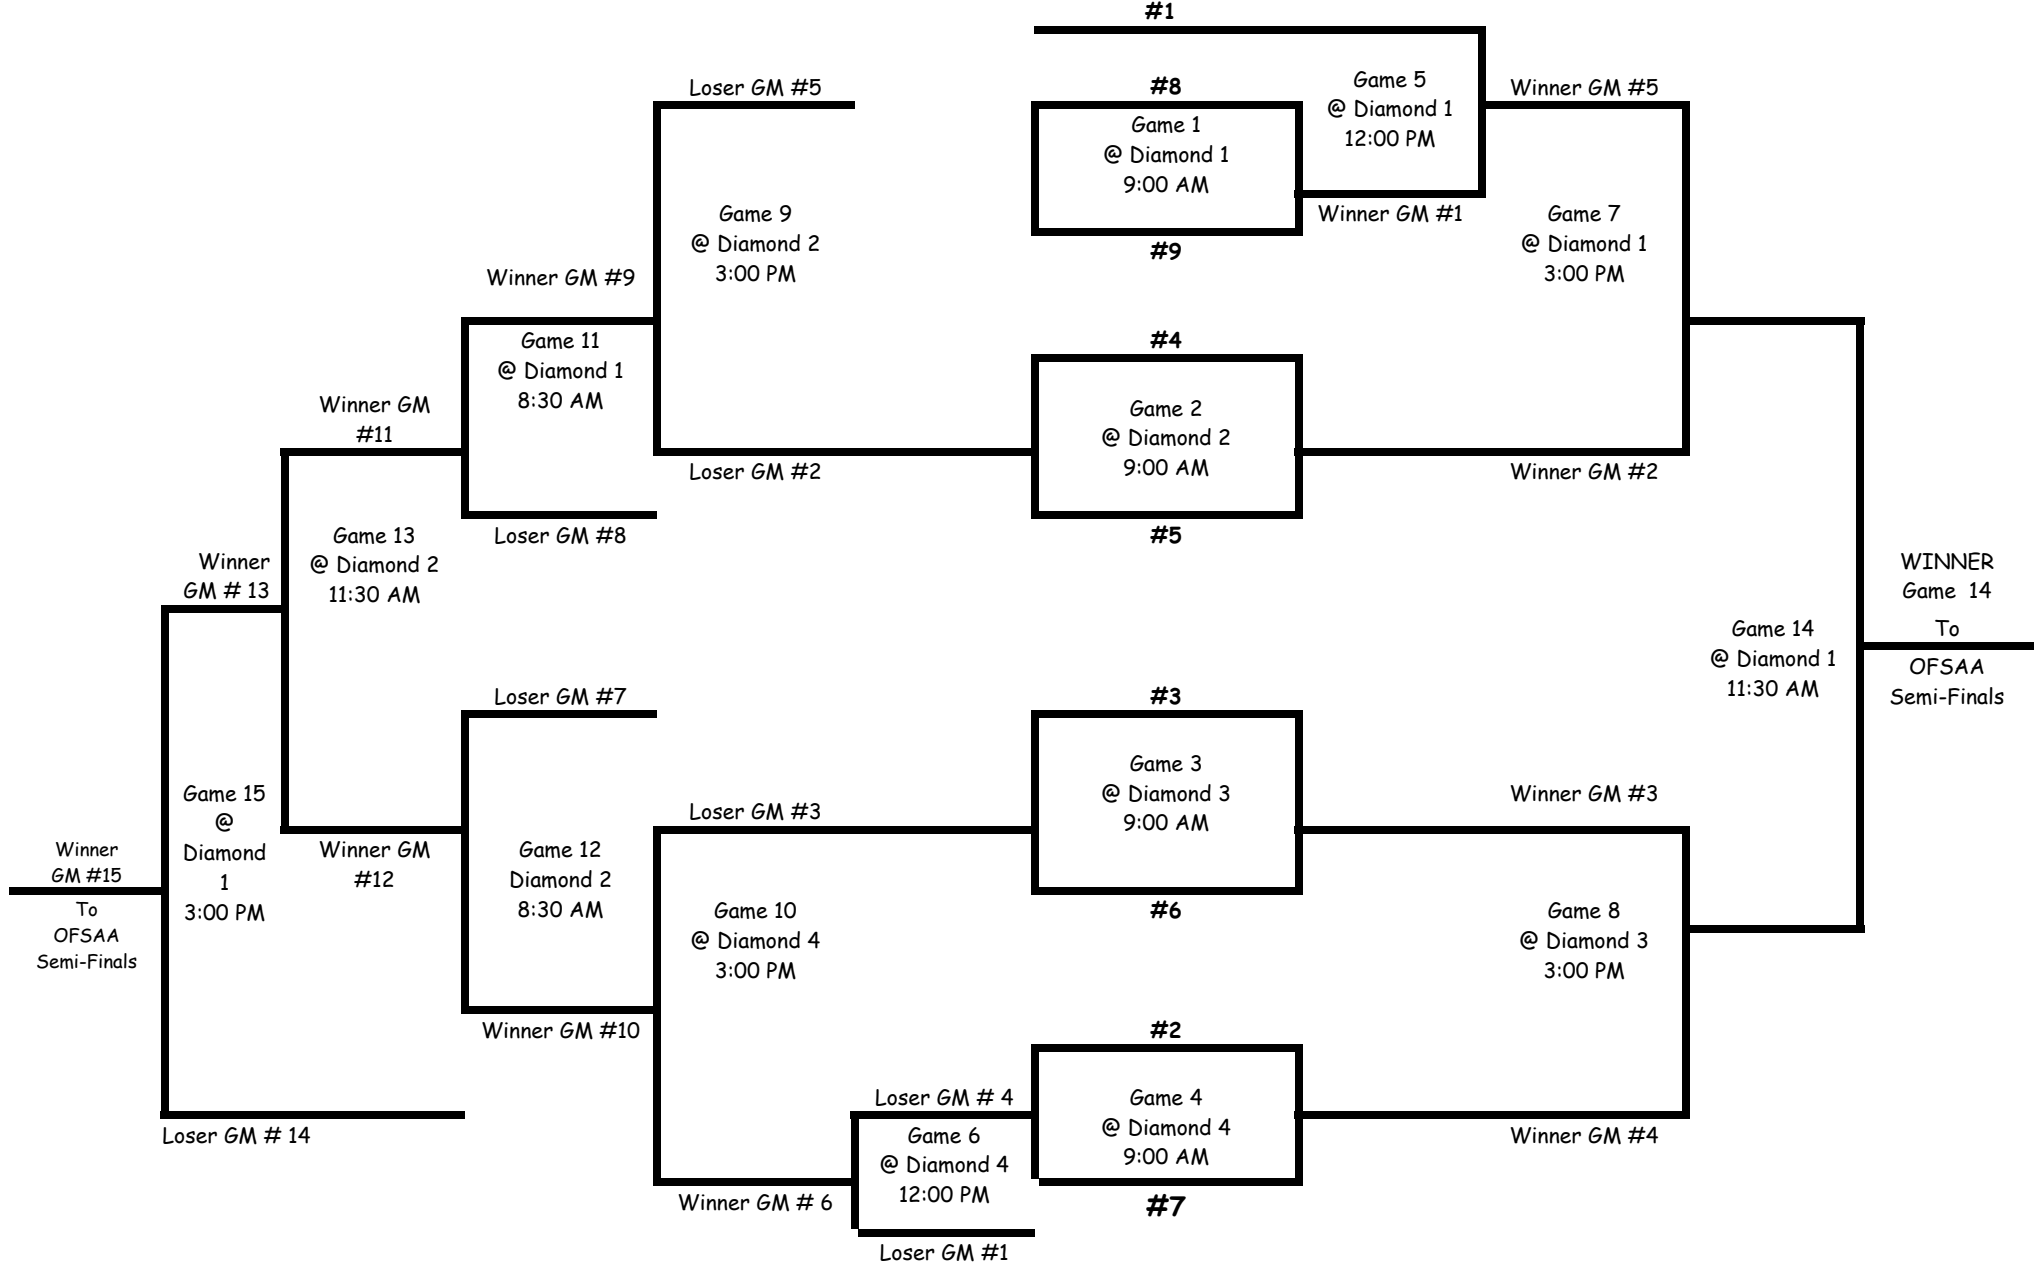 #1
Loser GM #5
#8
Game 5
@ Diamond 1
12:00 PM
Winner GM #5
Game 1
@ Diamond 1
9:00 AM
Game 9
@ Diamond 2
3:00 PM
#9
Winner GM #1
Game 7
@ Diamond 1
3:00 PM
Winner GM #9
Game 11
@ Diamond 1
8:30 AM
#4
Winner GM
#11
Game 2
@ Diamond 2
9:00 AM
Loser GM #2
Winner GM #2
Loser GM #8
#5
Game 13
@ Diamond 2
11:30 AM
Winner
GM # 13
WINNER
Game 14
To
OFSAA
Semi-Finals
Game 14
@ Diamond 1
11:30 AM
Loser GM #7
#3
Game 3
@ Diamond 3
9:00 AM
Game 15
@
Diamond
1
3:00 PM
Loser GM #3
Winner GM #3
Winner
GM #15
To
OFSAA
Semi-Finals
Winner GM
#12
Game 12
Diamond 2
8:30 AM
Game 10
@ Diamond 4
3:00 PM
#6
Game 8
@ Diamond 3
3:00 PM
Winner GM #10
#2
Loser GM # 4
Game 4
@ Diamond 4
9:00 AM
Loser GM # 14
Game 6
@ Diamond 4
12:00 PM
Winner GM #4
Winner GM # 6
#7
Loser GM #1